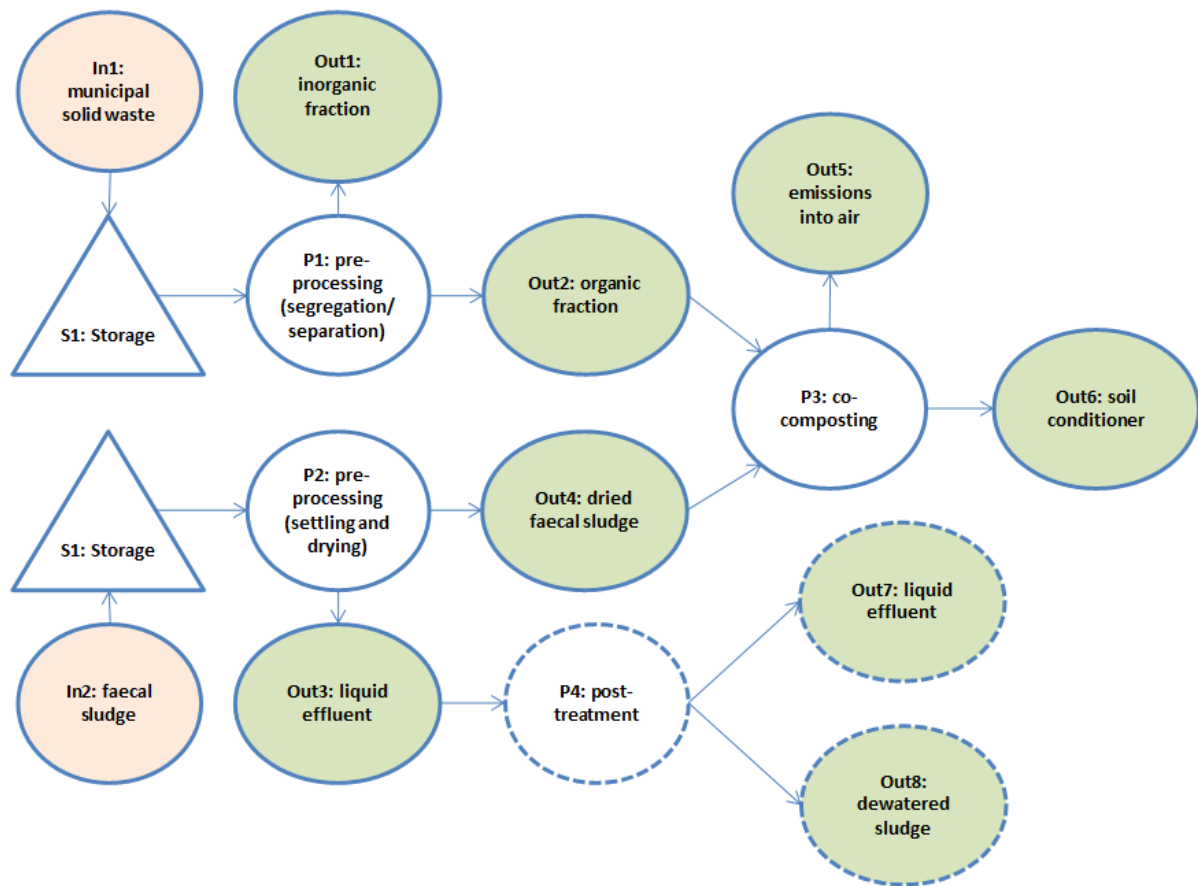 In1:
municipal
solid waste
Out1:
inorganic
fraction
Out5:
emissions
into air
S1: Storage
P1: pre-
processing
(segregation/
separation)
Out2: organic
fraction
P3: co-
composting
Out6: soil
conditioner
S1: Storage
P2: pre-
processing
(settling and
drying)
Out4: dried
faecal sludge
In2: faecal
sludge
Out3: liquid
effluent
P4: post-
treatment
Out7: liquid
effluent
Out8:
dewatered
sludge